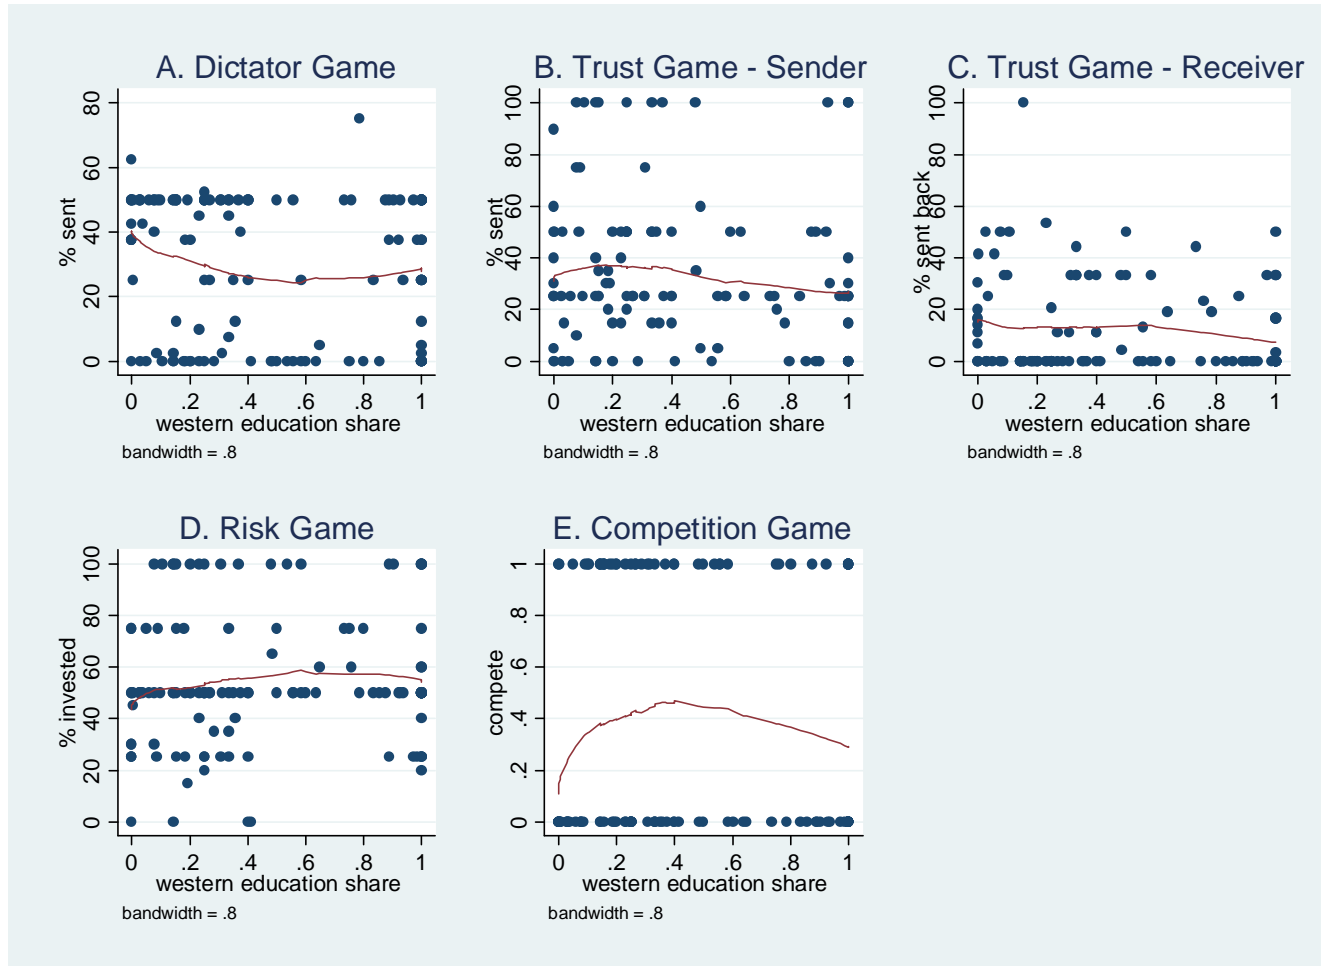 A. Dictator Game
% sent
80
60
40
20
0
0 .2 .4 .6 .8 1
western education share
bandwidth = .8
B. Trust Game - Sender
% sent
100
80
60
40
20
0
0 .2 .4 .6 .8 1
western education share
bandwidth = .8
C. Trust Game - Receiver
% sent back
100
80
60
40
20
0
0 .2 .4 .6 .8 1
western education share
bandwidth = .8
D. Risk Game
% invested
100
80
60
40
20
0
0 .2 .4 .6 .8 1
western education share
bandwidth = .8
E. Competition Game
compete
1
.8
.6
.4
.2
0
0 .2 .4 .6 .8 1
western education share
bandwidth = .8